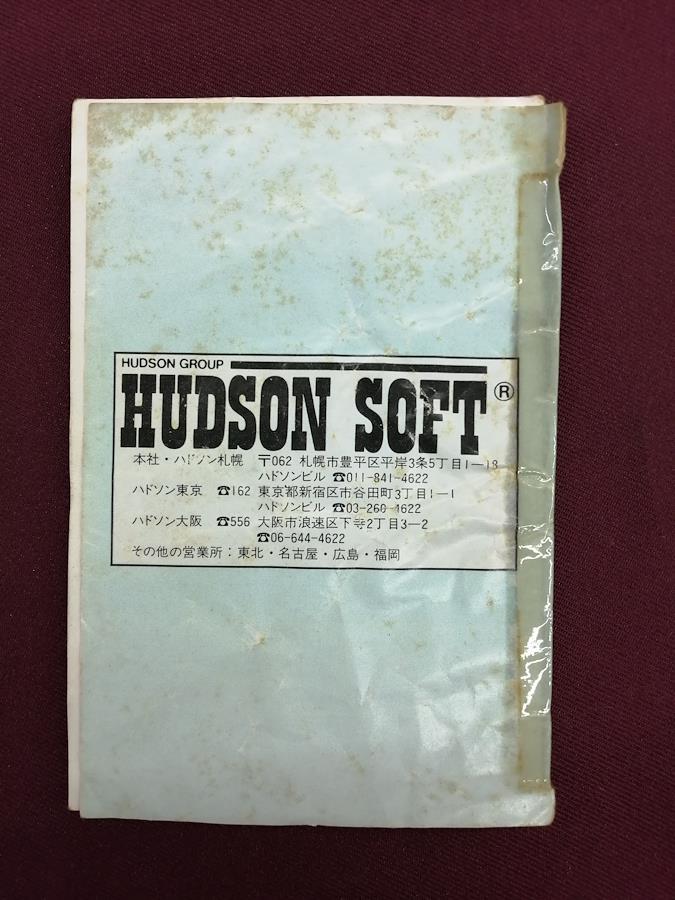 HUDSON GROUP
HUDSON SOFT®
本社・ハドソン札幌 〒062 札幌市豊平区平岸3条5丁目1-18
ハドソンビル ☎011-841-4622
ハドソン東京 ☎162 東京都新宿区市谷田町3丁目1-1
ハドソンビル ☎03-260-4622
ハドソン大阪 ☎556 大阪市浪速区下寺2丁目3-2
☎06-644-4622
その他の営業所：東北・名古屋・広島・福岡